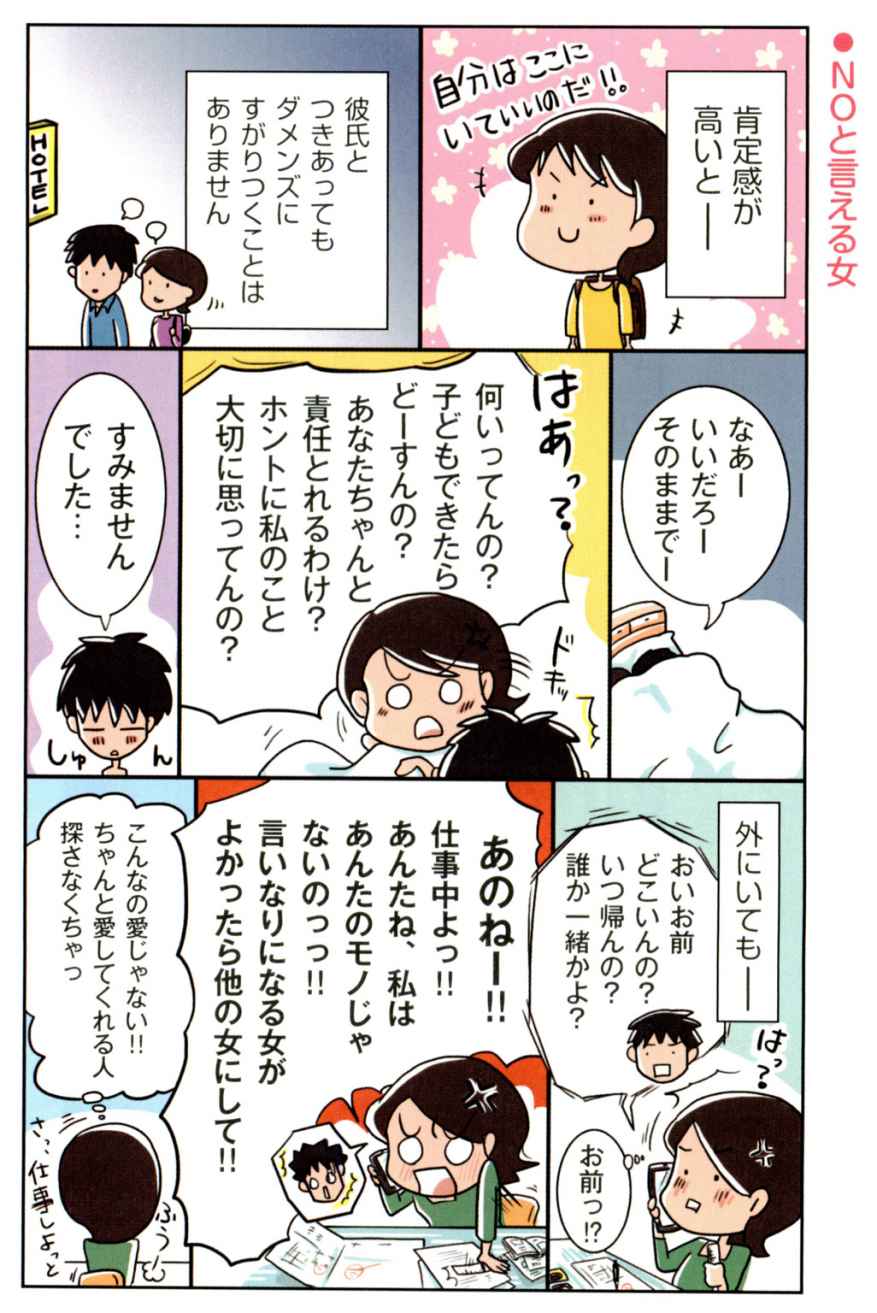 ●NOと言える女
肯定感が
高いと――
自分はここに
いていいのだ!!
彼氏と
つきあっても
ダメンズに
すがりつくことは
ありません
HOTEL
なあー
いいだろー
そのままでー
はあっ?
何いってんの?
子どもできたら
どーすんの?
あなたちゃんと
責任とれるわけ?
ホントに私のこと
大切に思ってんの?
ドキッ
すみません
でした…
しゅん
外にいても――
おいお前
どこいんの?
いつ帰んの?
誰か一緒かよ?
はっ?
お前っ!?
あのねー!!
仕事中よっ!!
あんたね、私は
あんたのモノじゃ
ないのっっ!!
言いなりになる女が
よかったら他の女にして!!
こんなの愛じゃない!!
ちゃんと愛してくれる人
探さなくちゃっ
さっ、仕事しよっと
ふうー